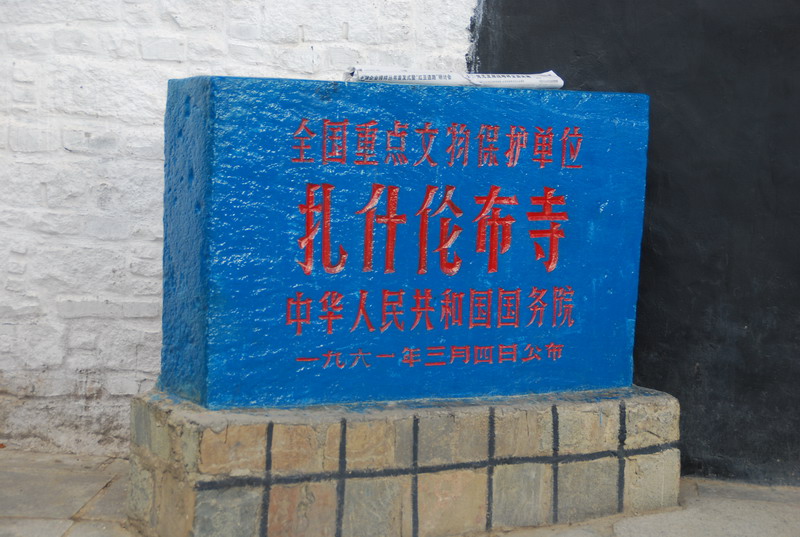 全国重点文物保护单位
扎什伦布寺
中华人民共和国国务院
一九六一年三月四日公布